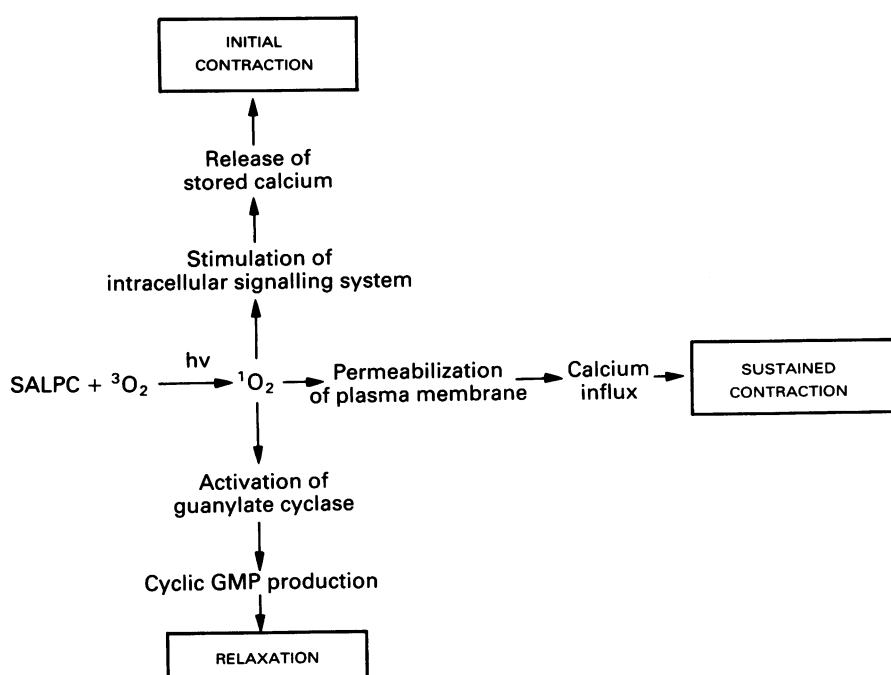 INITIAL
CONTRACTION
Release of
stored calcium
Stimulation of
intracellular signalling system
hv
SALPC + ³O₂
¹O₂
Permeabilization
of plasma membrane
Calcium
influx
SUSTAINED
CONTRACTION
Activation of
guanylate cyclase
Cyclic GMP production
RELAXATION